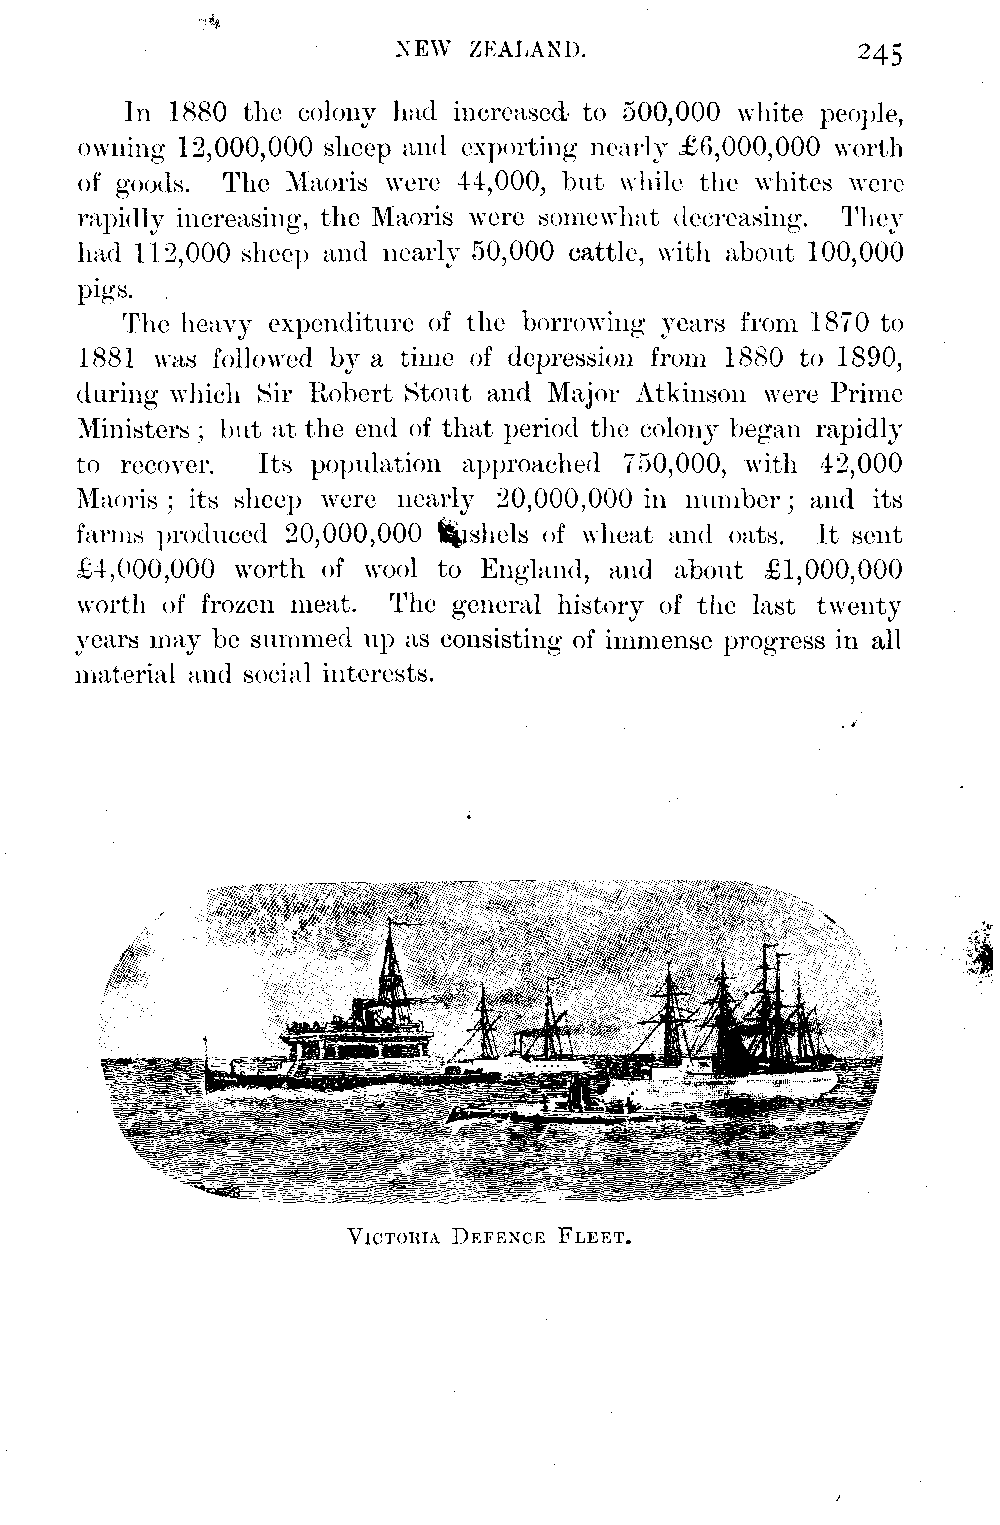 NEW ZEALAND. 245
In 1880 the colony had increased to 500,000 white people,
owning 12,000,000 sheep and exporting nearly £6,000,000 worth
of goods. The Maoris were 44,000, but while the whites were
rapidly increasing, the Maoris were somewhat decreasing. They
had 112,000 sheep and nearly 50,000 cattle, with about 100,000
pigs.
The heavy expenditure of the borrowing years from 1870 to
1881 was followed by a time of depression from 1880 to 1890,
during which Sir Robert Stout and Major Atkinson were Prime
Ministers; but at the end of that period the colony began rapidly
to recover. Its population approached 750,000, with 42,000
Maoris; its sheep were nearly 20,000,000 in number; and its
farms produced 20,000,000 bushels of wheat and oats. It sent
£4,000,000 worth of wool to England, and about £1,000,000
worth of frozen meat. The general history of the last twenty
years may be summed up as consisting of immense progress in all
material and social interests.
VICTORIA DEFENCE FLEET.